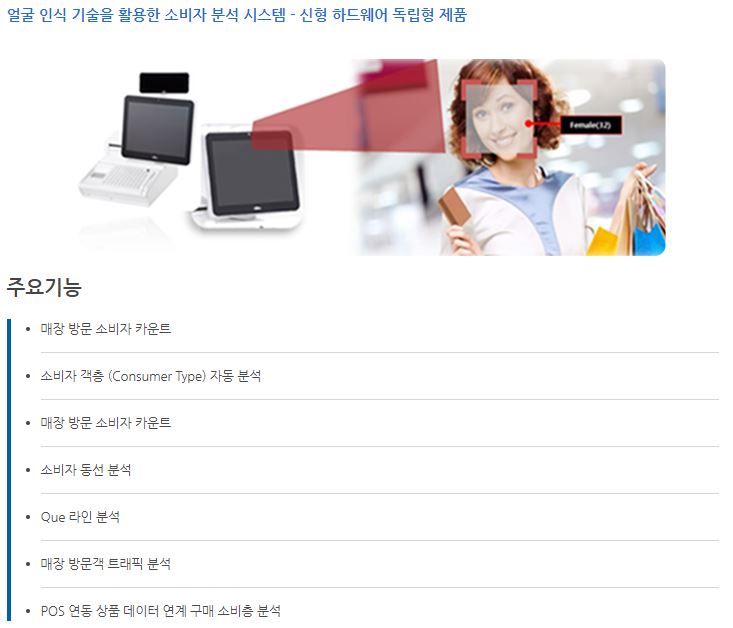 얼굴 인식 기술을 활용한 소비자 분석 시스템 - 신형 하드웨어 독립형 제품
Female(32)
주요기능
• 매장 방문 소비자 카운트
• 소비자 객층 (Consumer Type) 자동 분석
• 매장 방문 소비자 카운트
• 소비자 동선 분석
• Que 라인 분석
• 매장 방문객 트래픽 분석
• POS 연동 상품 데이터 연계 구매 소비층 분석